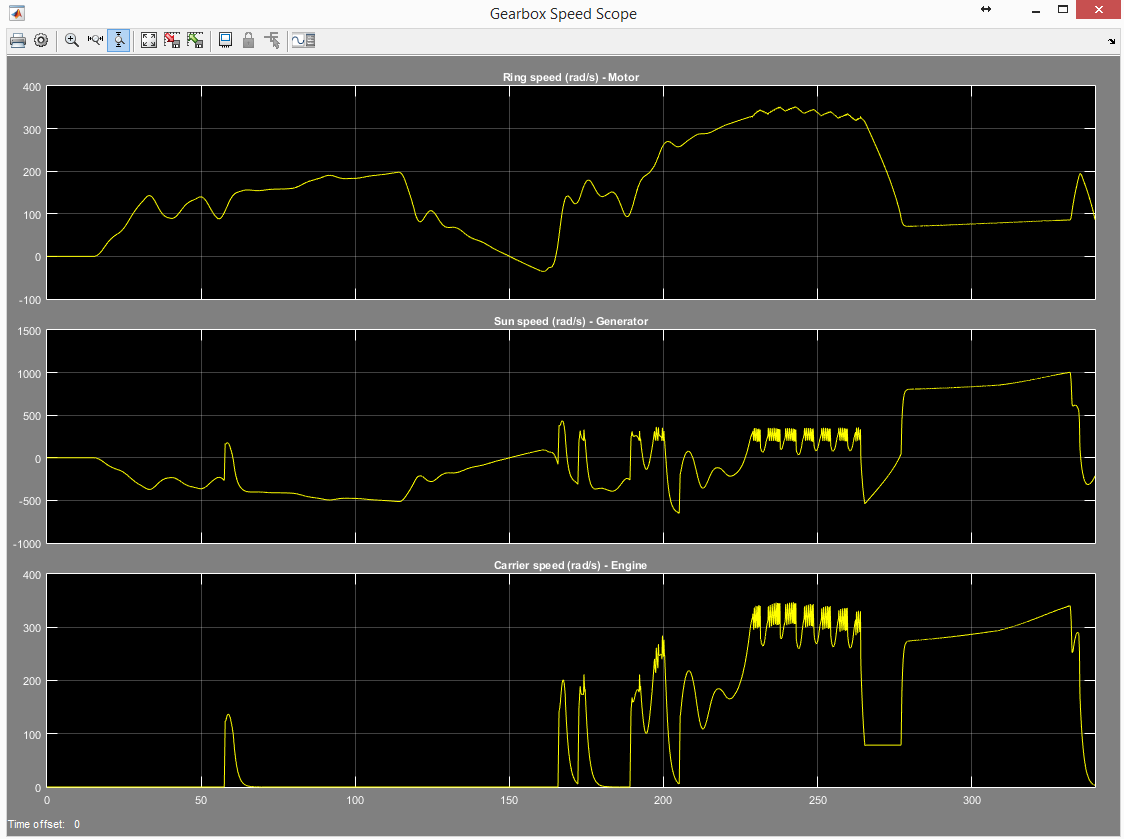 Gearbox Speed Scope
Ring speed (rad/s) - Motor
400
300
200
100
0
-100
Sun speed (rad/s) - Generator
1500
1000
500
0
-500
-1000
Carrier speed (rad/s) - Engine
400
300
200
100
0
0 50 100 150 200 250 300
Time offset: 0